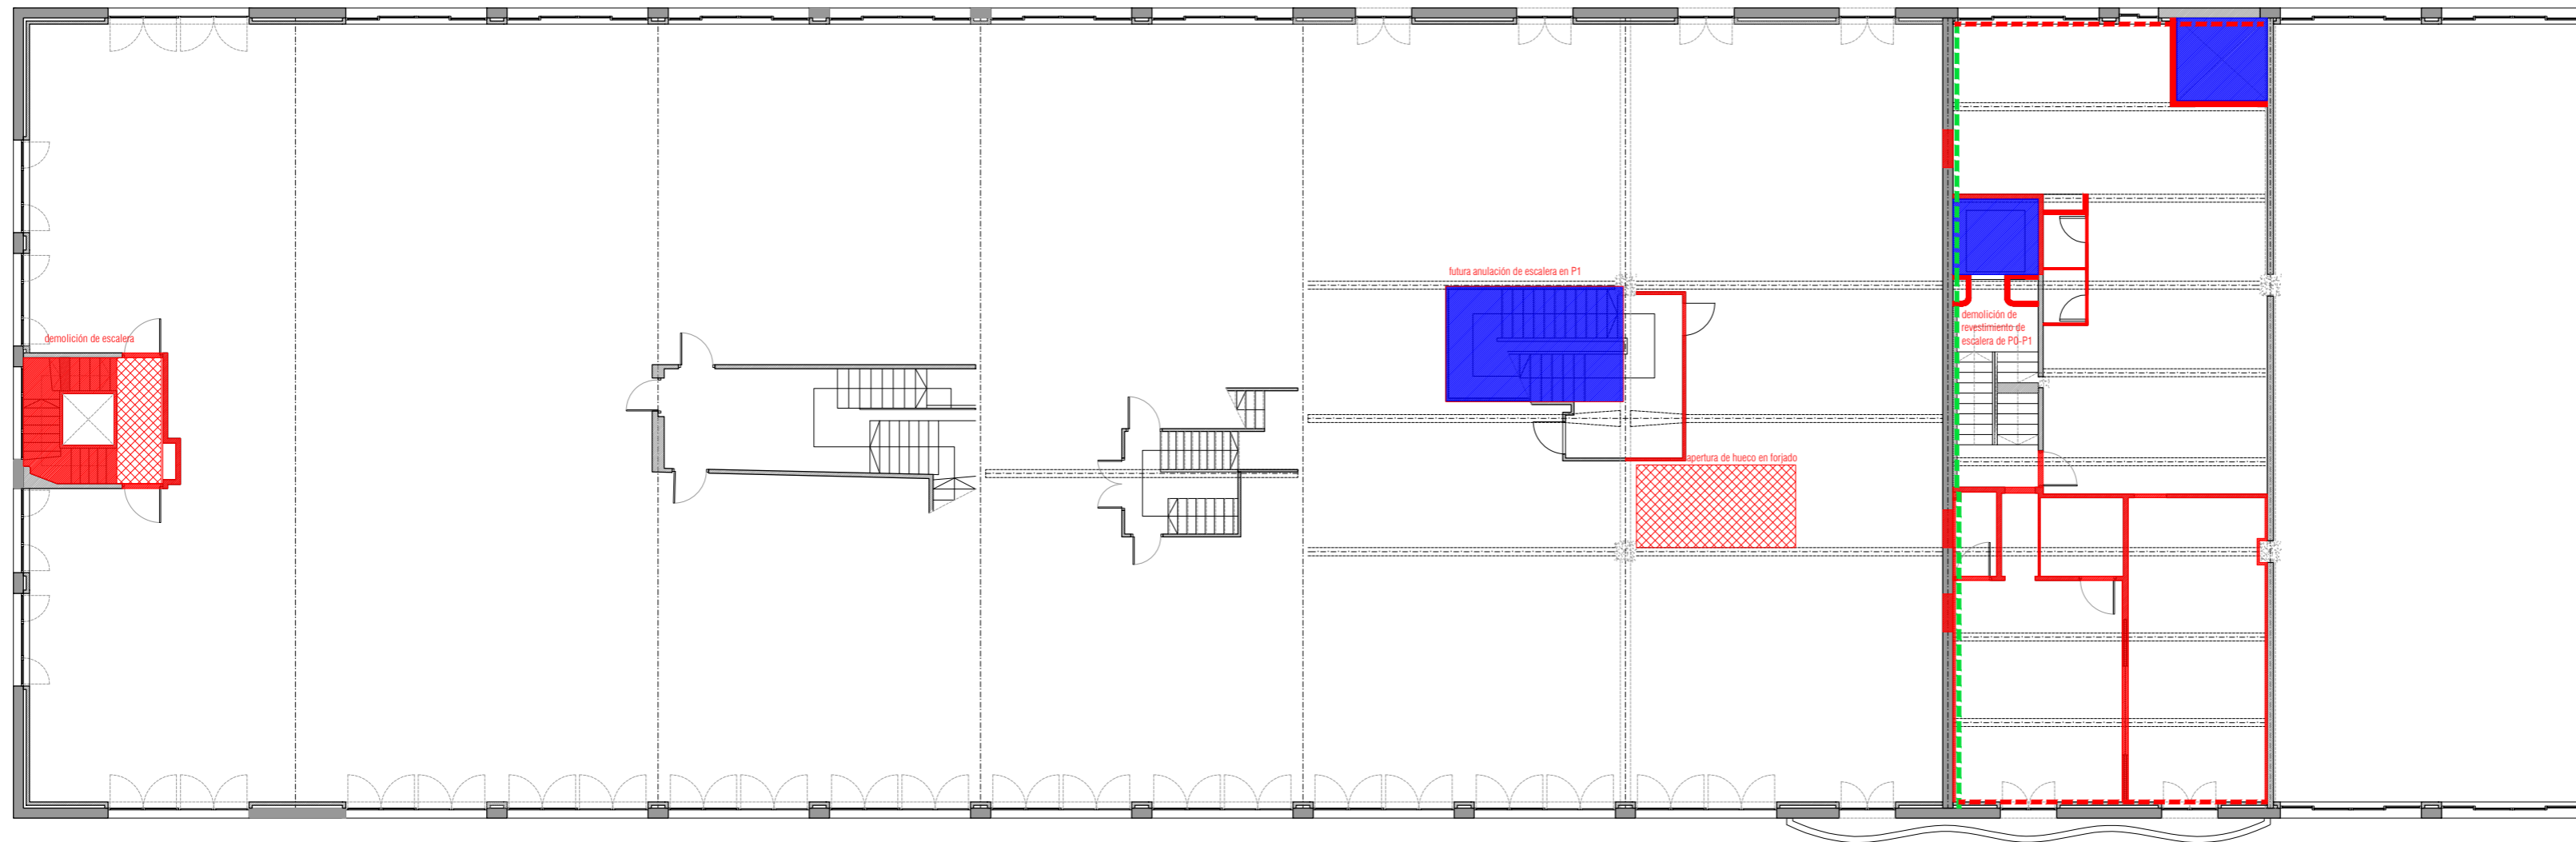 demolición de escalera
futura anulación de escalera en P1
apertura de hueco en forjado
demolición de
revestimiento de
escalera de P0-P1